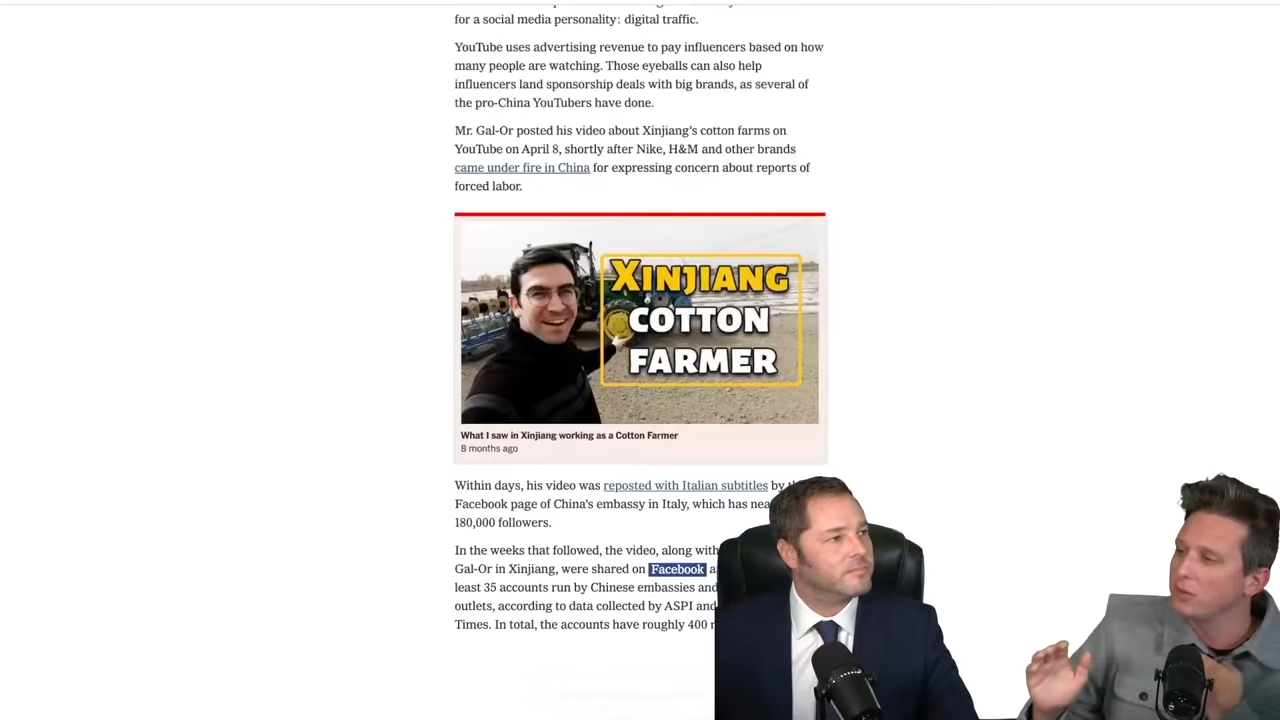 for a social media personality: digital traffic.
YouTube uses advertising revenue to pay influencers based on how
many people are watching. Those eyeballs can also help
influencers land sponsorship deals with big brands, as several of
the pro-China YouTubers have done.
Mr. Gal-Or posted his video about Xinjiang's cotton farms on
YouTube on April 8, shortly after Nike, H&M and other brands
came under fire in China for expressing concern about reports of
forced labor.
XINJIANG
COTTON
FARMER
What I saw in Xinjiang working as a Cotton Farmer
8 months ago
Within days, his video was reposted with Italian subtitles by
Facebook page of China's embassy in Italy, which has
180,000 followers.
In the weeks that followed, the video, along with
Gal-Or in Xinjiang, were shared on Facebook
least 35 accounts run by Chinese embassies and
outlets, according to data collected by ASPI and
Times. In total, the accounts have roughly 400